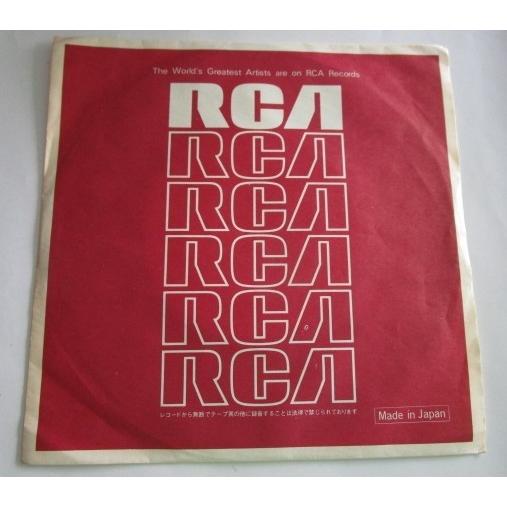 The World's Greatest Artists are on RCA Records
RCA
RCA
RCA
RCA
RCA
RCA
レコードから無断でテープ其の他に録音することは法律で禁じられております
Made in Japan